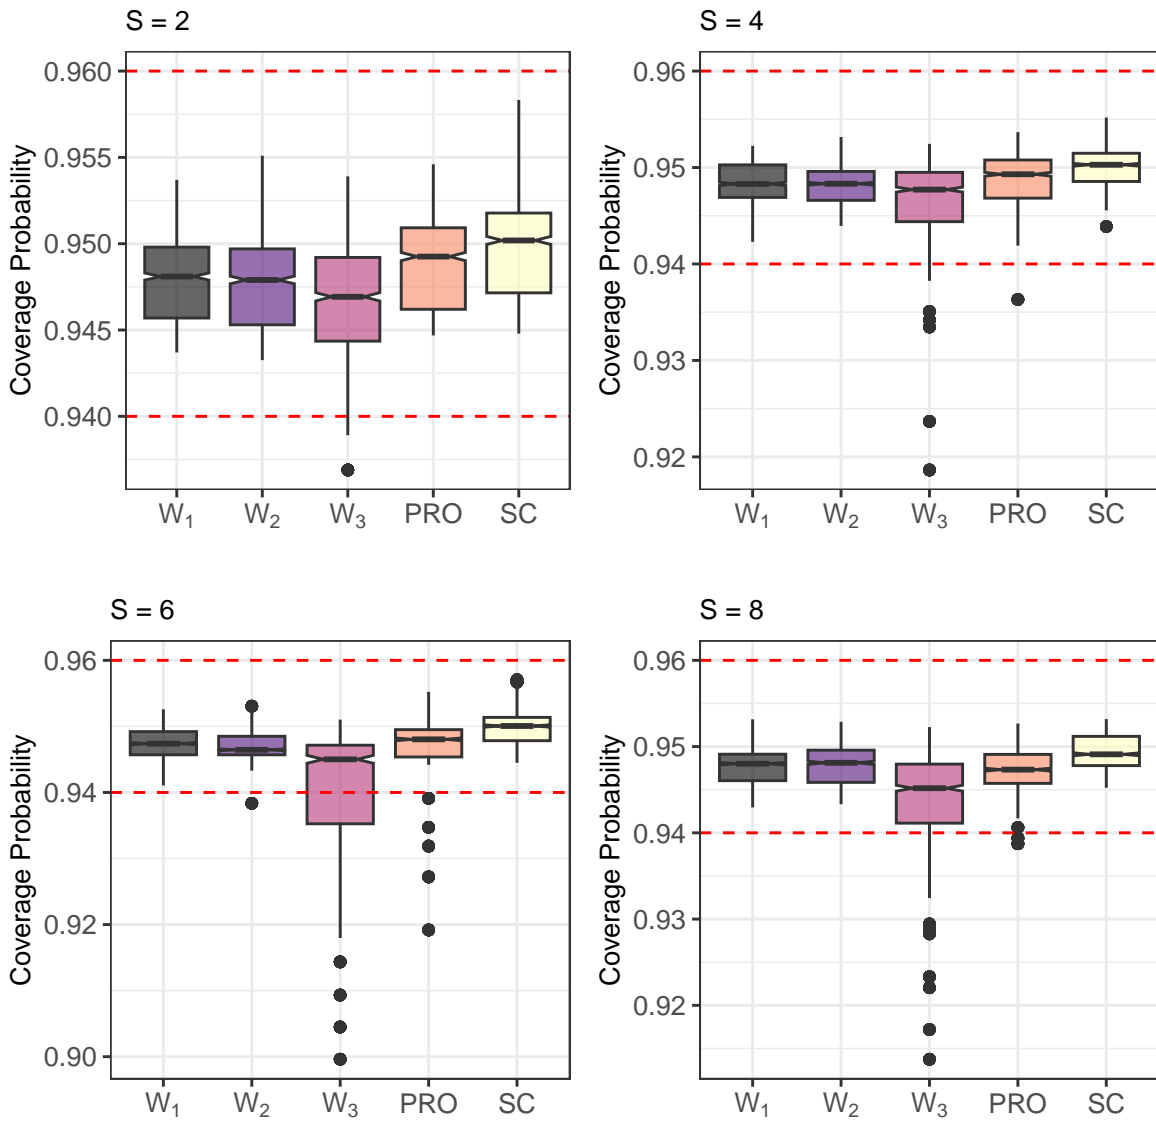 S = 2
Coverage Probability
0.960
0.955
0.950
0.945
0.940
W₁ W₂ W₃ PRO SC
S = 4
Coverage Probability
0.96
0.95
0.94
0.93
0.92
W₁ W₂ W₃ PRO SC
S = 6
Coverage Probability
0.96
0.94
0.92
0.90
W₁ W₂ W₃ PRO SC
S = 8
Coverage Probability
0.96
0.95
0.94
0.93
0.92
W₁ W₂ W₃ PRO SC